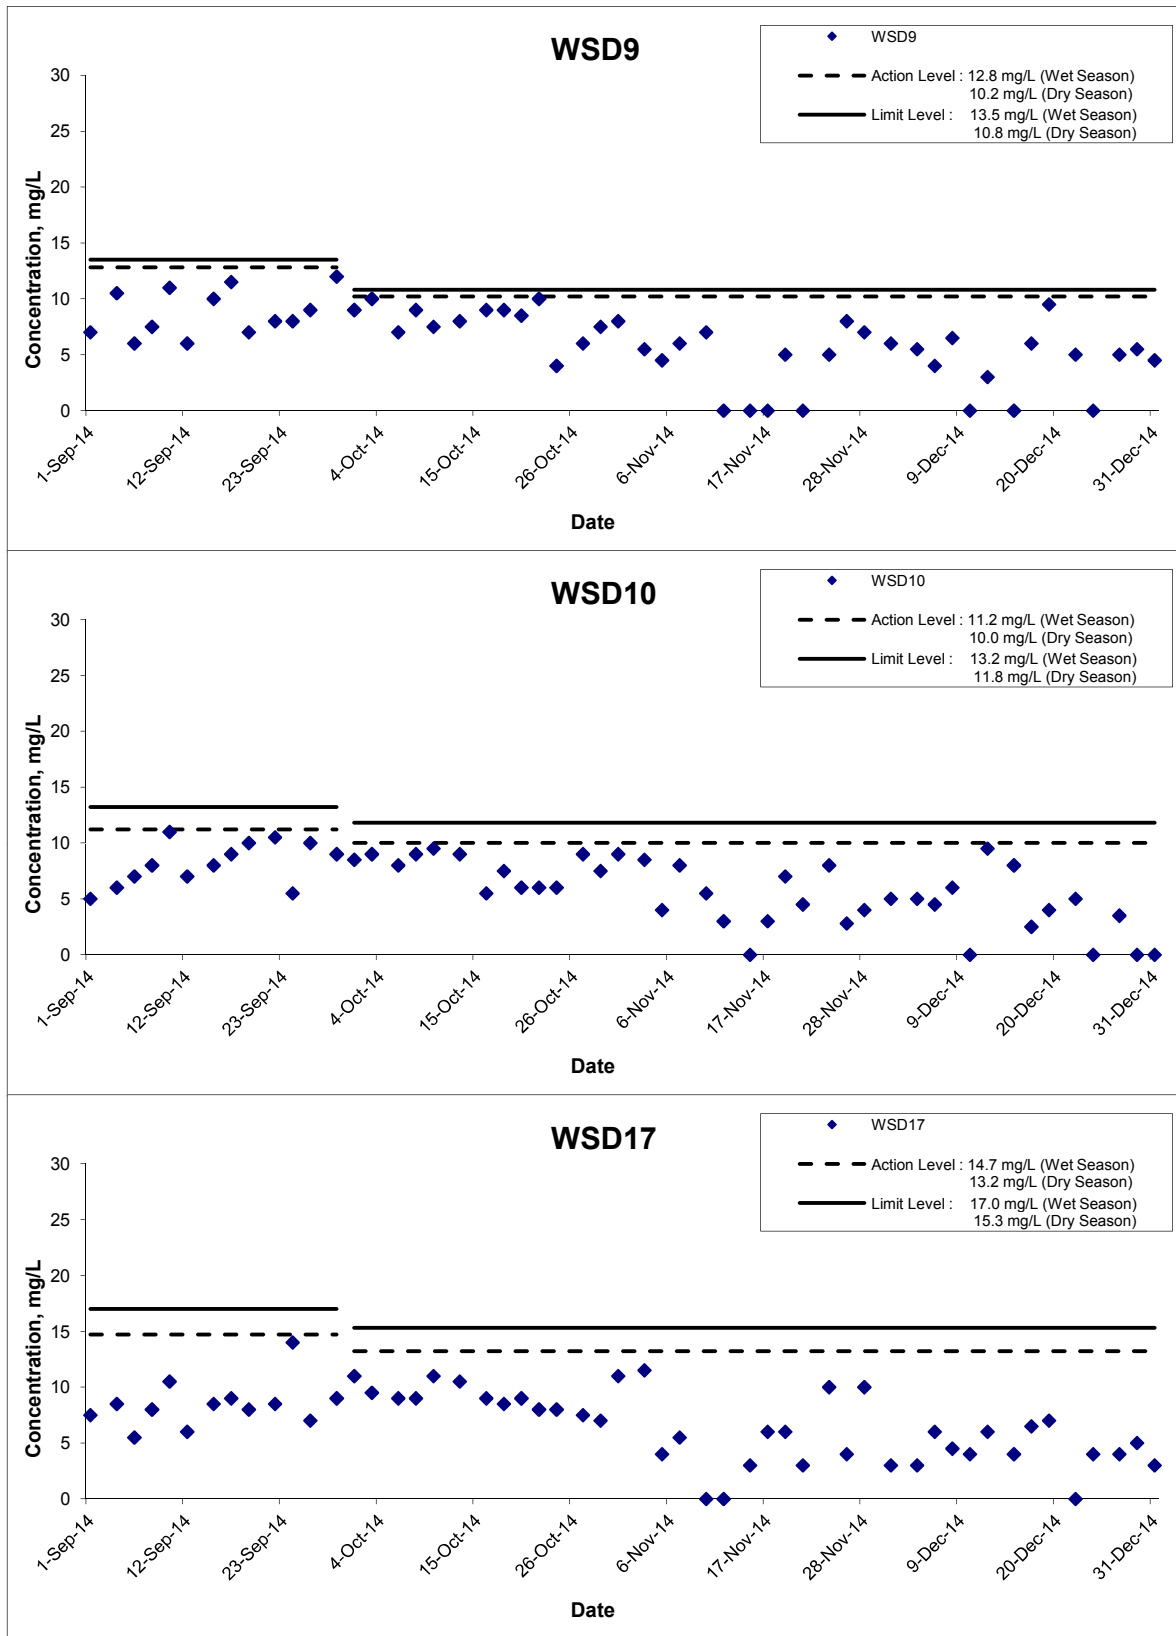 WSD9
WSD9
Action Level : 12.8 mg/L (Wet Season)
10.2 mg/L (Dry Season)
Limit Level : 13.5 mg/L (Wet Season)
10.8 mg/L (Dry Season)
Concentration, mg/L
30
25
20
15
10
5
0
1-Sep-14
12-Sep-14
23-Sep-14
4-Oct-14
15-Oct-14
26-Oct-14
6-Nov-14
17-Nov-14
28-Nov-14
9-Dec-14
20-Dec-14
31-Dec-14
Date
WSD10
WSD10
Action Level : 11.2 mg/L (Wet Season)
10.0 mg/L (Dry Season)
Limit Level : 13.2 mg/L (Wet Season)
11.8 mg/L (Dry Season)
Concentration, mg/L
30
25
20
15
10
5
0
1-Sep-14
12-Sep-14
23-Sep-14
4-Oct-14
15-Oct-14
26-Oct-14
6-Nov-14
17-Nov-14
28-Nov-14
9-Dec-14
20-Dec-14
31-Dec-14
Date
WSD17
WSD17
Action Level : 14.7 mg/L (Wet Season)
13.2 mg/L (Dry Season)
Limit Level : 17.0 mg/L (Wet Season)
15.3 mg/L (Dry Season)
Concentration, mg/L
30
25
20
15
10
5
0
1-Sep-14
12-Sep-14
23-Sep-14
4-Oct-14
15-Oct-14
26-Oct-14
6-Nov-14
17-Nov-14
28-Nov-14
9-Dec-14
20-Dec-14
31-Dec-14
Date